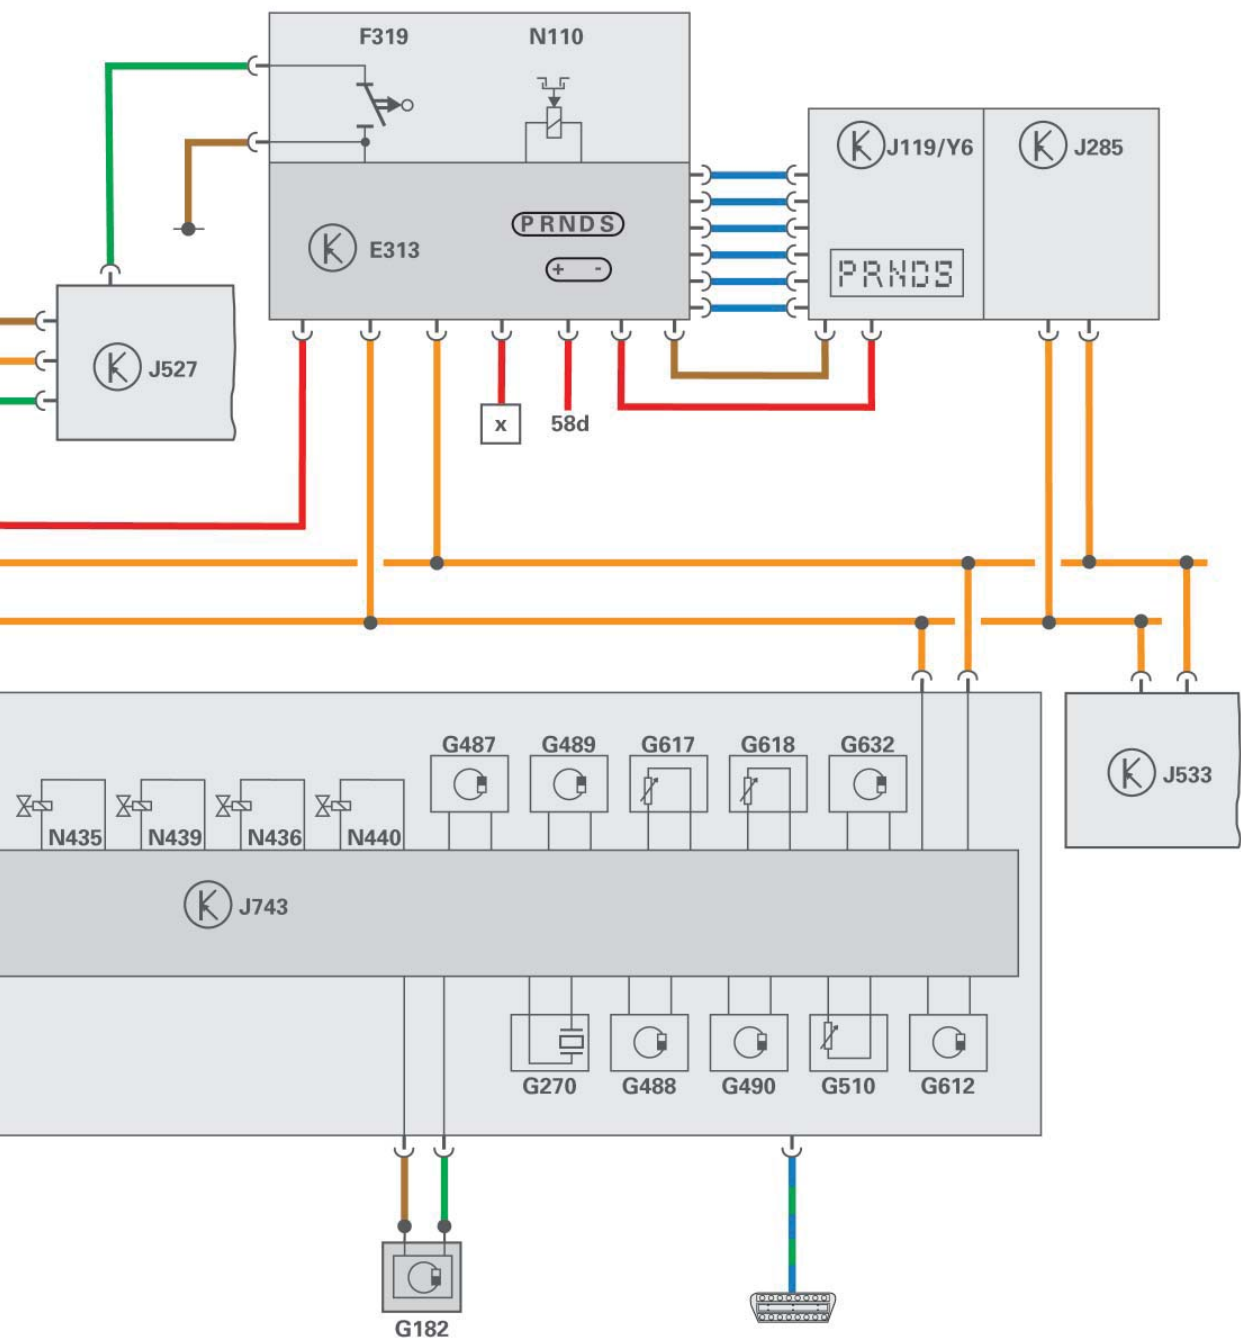 F319 N110
J119/Y6 J285
PRNDS
E313
+ -
PRNDS
J527
x
58d
G487 G489 G617 G618 G632
J533
N435 N439 N436 N440
J743
G270 G488 G490 G510 G612
G182